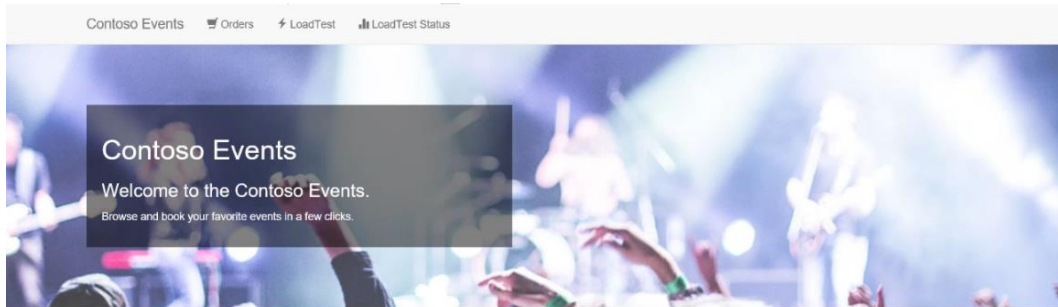 Contoso Events Orders LoadTest LoadTest Status
Contoso Events
Welcome to the Contoso Events.
Browse and book your favorite events in a few clicks.